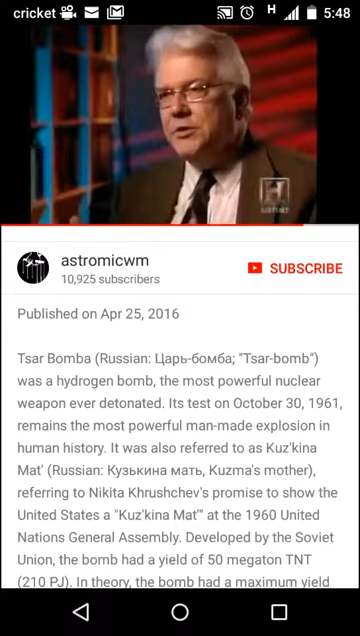 cricket
H
5:48
HISTORY
astromicwm
10,925 subscribers
SUBSCRIBE
Published on Apr 25, 2016
Tsar Bomba (Russian: Царь-бомба; "Tsar-bomb")
was a hydrogen bomb, the most powerful nuclear
weapon ever detonated. Its test on October 30, 1961,
remains the most powerful man-made explosion in
human history. It was also referred to as Kuz'kina
Mat' (Russian: Кузькина мать, Kuzma's mother),
referring to Nikita Khrushchev's promise to show the
United States a "Kuz'kina Mat'" at the 1960 United
Nations General Assembly. Developed by the Soviet
Union, the bomb had a yield of 50 megaton TNT
(210 PJ). In theory, the bomb had a maximum yield